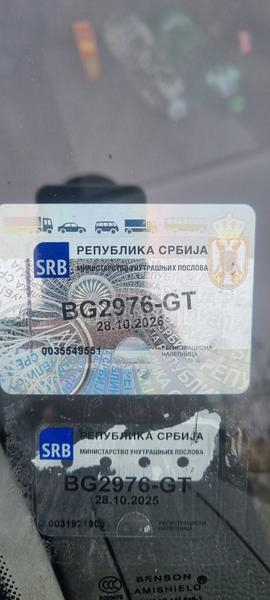 РЕПУБЛИКА СРБИЈА
SRB
МИНИСТАРСТВО УНУТРАШЊИХ ПОСЛОВА
BG2976-GT
28.10.2026
0035549551
РЕГИСТРАЦИОНА
НАЛЕПНИЦА
РЕПУБЛИКА СРБИЈА
SRB
МИНИСТАРСТВО УНУТРАШЊИХ ПОСЛОВА
BG2976-GT
28.10.2025
РЕГИСТРАЦИОНА
НАЛЕПНИЦА
BENSON
LAMISHIELD